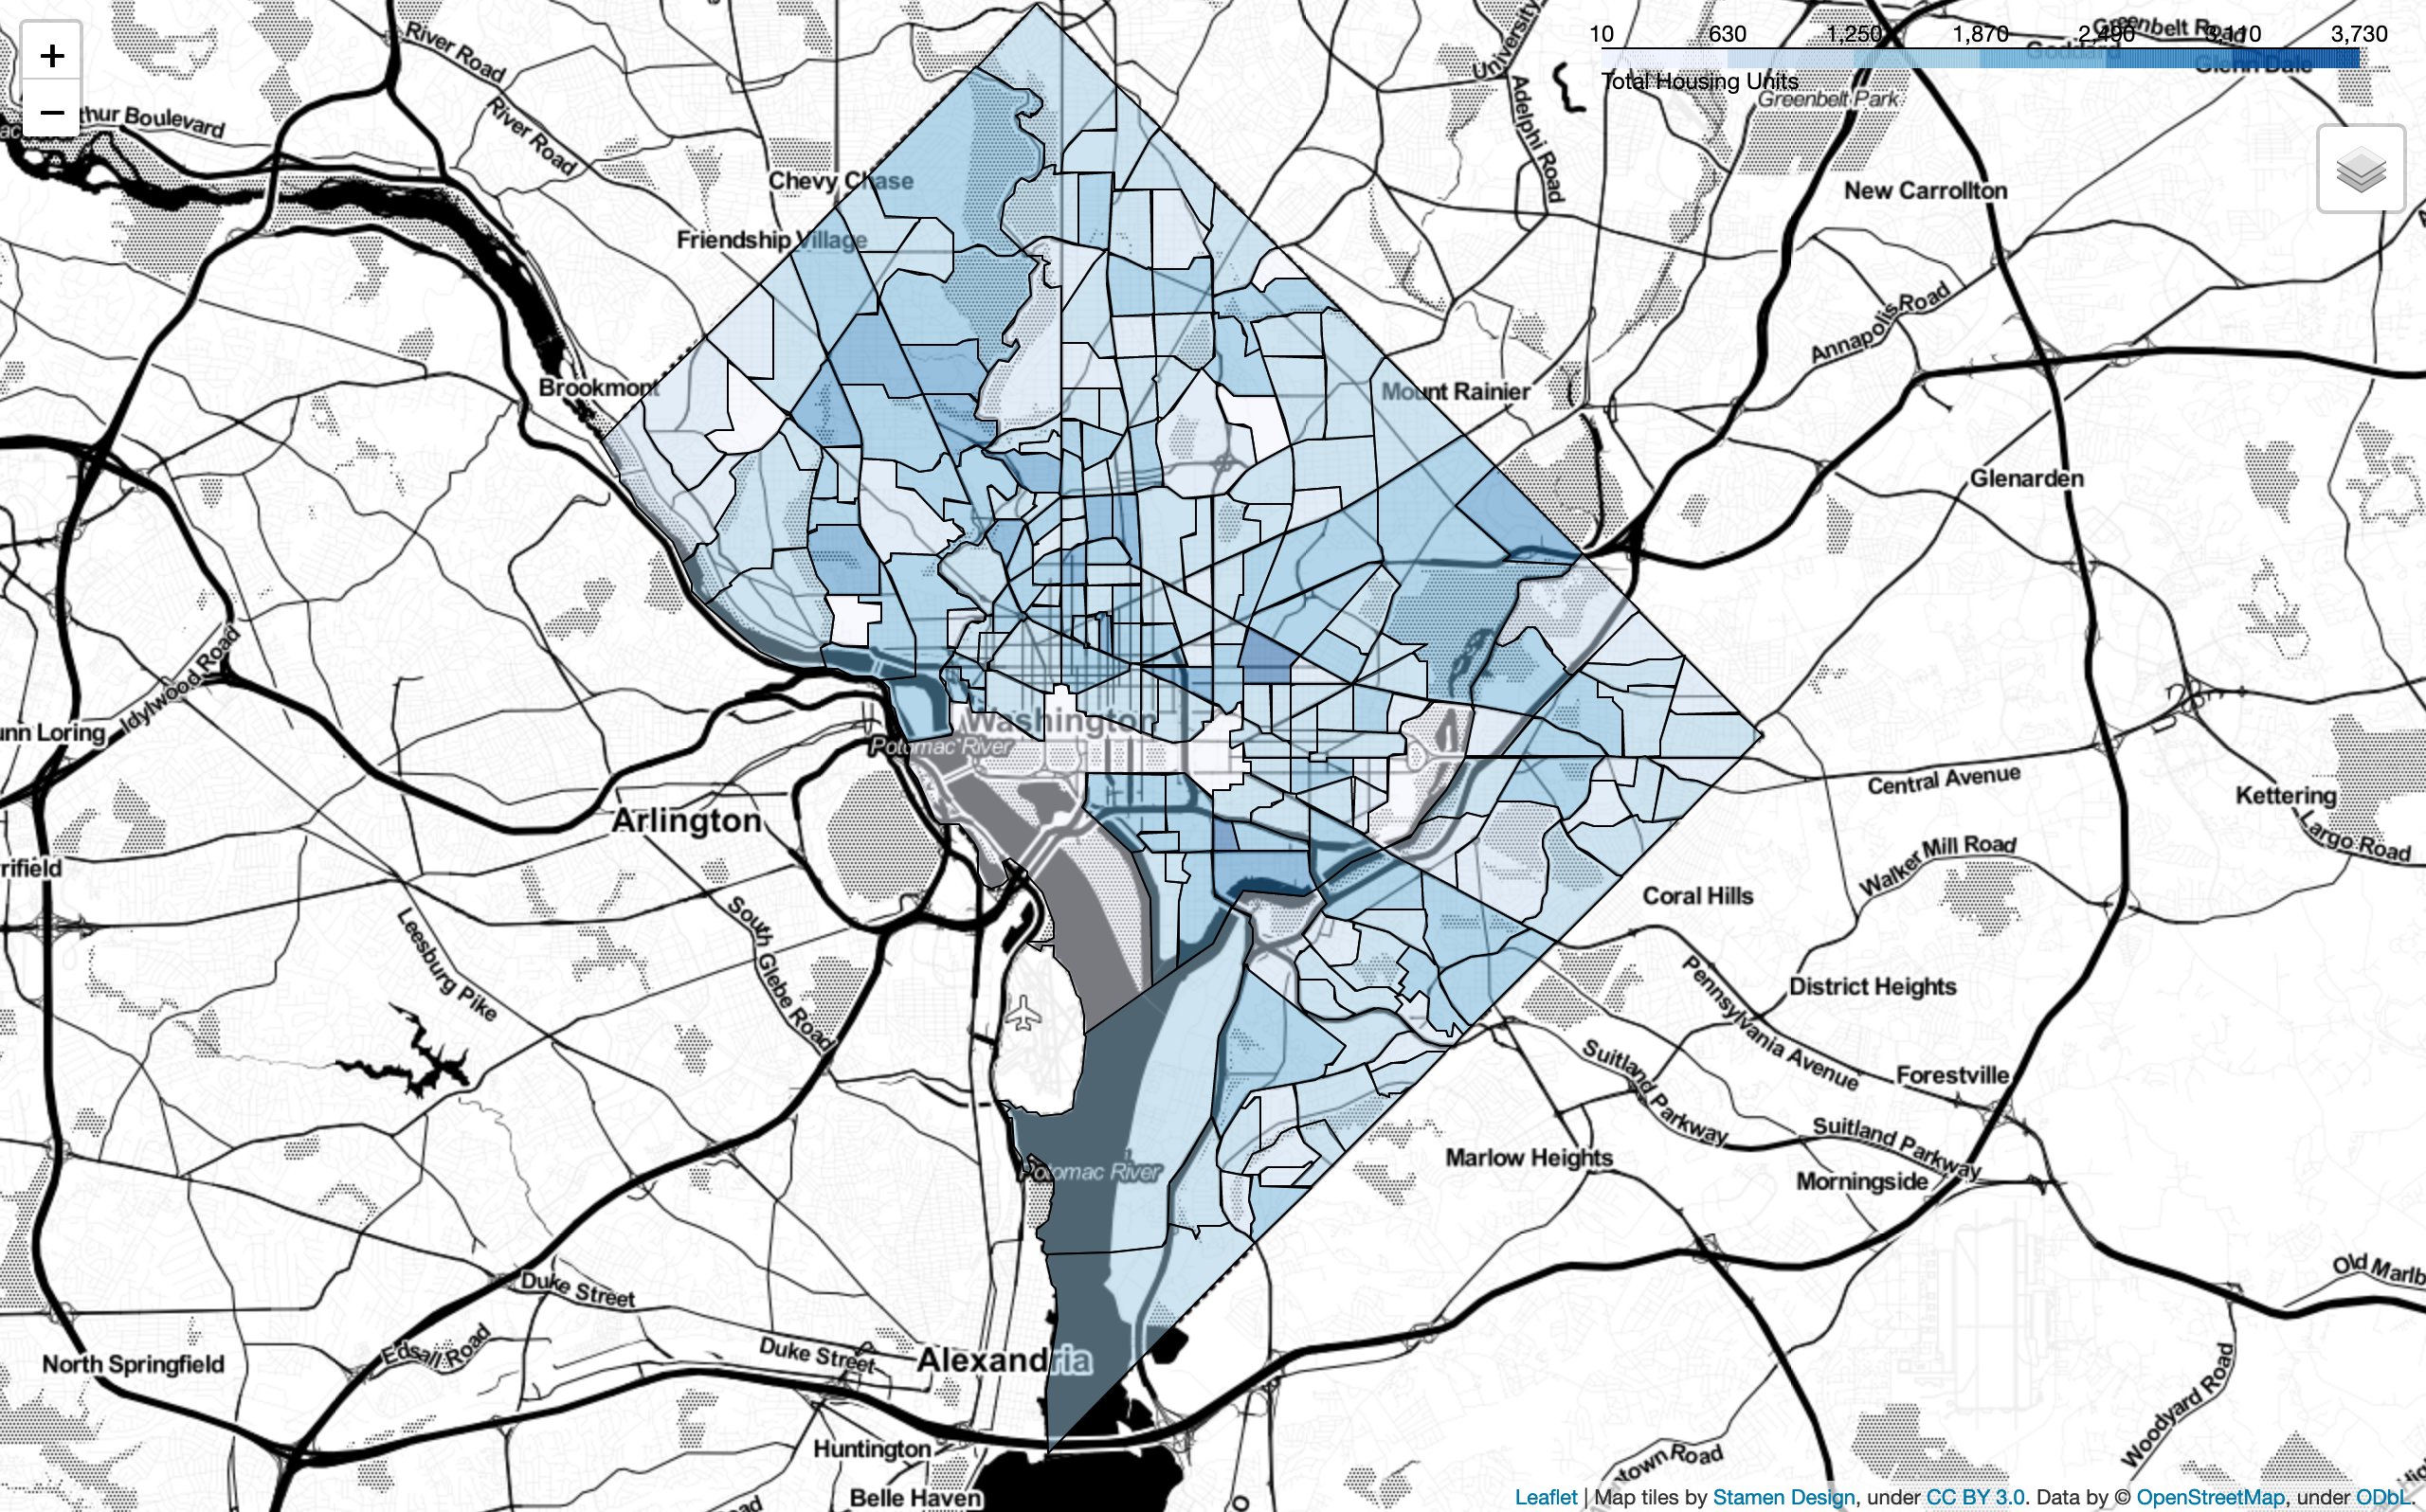 +
−
10 630 1,250 1,870 2,490 3,110 3,730
Total Housing Units
Greenbelt Road
Goddard
Glenn Dale
Greenbelt Park
River Road
River Road
University
Adelphi Road
thur Boulevard
Chevy Chase
Friendship Village
New Carrollton
Annapolis Road
Brookmont
Mount Rainier
Glenarden
Idylwood Road
unn Loring
Washington
Potomac River
Central Avenue
Kettering
Largo Road
Arlington
Walker Mill Road
rrifield
Coral Hills
Leesburg Pike
South Glebe Road
Pennsylvania Avenue
District Heights
Suitland Parkway
Forestville
Suitland Parkway
Marlow Heights
Morningside
Potomac River
Duke Street
Old Marlb
Edsall Road
North Springfield
Duke Street
Alexandria
Woodyard Road
Huntington
town Road
Belle Haven
Leaflet | Map tiles by Stamen Design, under CC BY 3.0. Data by © OpenStreetMap, under ODbL.